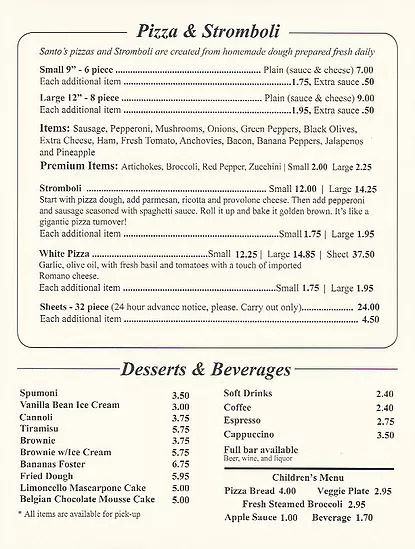 Pizza & Stromboli
Santo's pizzas and Stromboli are created from homemade dough prepared fresh daily
Small 9" - 6 piece ........ Plain (sauce & cheese) 7.00
Each additional item ........ 1.75, Extra sauce .50
Large 12" - 8 piece ........ Plain (sauce & cheese) 9.00
Each additional item ........ 1.95, Extra sauce .50
Items: Sausage, Pepperoni, Mushrooms, Onions, Green Peppers, Black Olives,
Extra Cheese, Ham, Fresh Tomato, Anchovies, Bacon, Banana Peppers, Jalapenos
and Pineapple
Premium Items: Artichokes, Broccoli, Red Pepper, Zucchini | Small 2.00 Large 2.25
Stromboli ........ Small 12.00 | Large 14.25
Start with pizza dough, add parmesan, ricotta and provolone cheese. Then add pepperoni
and sausage seasoned with spaghetti sauce. Roll it up and bake it golden brown. It's like a
gigantic pizza turnover!
Each additional item ........ Small 1.75 | Large 1.95
White Pizza ........ Small 12.25 | Large 14.85 | Sheet 37.50
Garlic, olive oil, with fresh basil and tomatoes with a touch of imported
Romano cheese.
Each additional item ........ Small 1.75 | Large 1.95
Sheets - 32 piece (24 hour advance notice, please. Carry out only) ........ 24.00
Each additional item ........ 4.50
Desserts & Beverages
Spumoni 3.50
Vanilla Bean Ice Cream 3.00
Cannoli 3.75
Tiramisu 5.75
Brownie 3.75
Brownie w/Ice Cream 5.75
Bananas Foster 6.75
Fried Dough 5.95
Limoncello Mascarpone Cake 5.00
Belgian Chocolate Mousse Cake 5.00
* All items are available for pick-up
Soft Drinks 2.40
Coffee 2.40
Espresso 2.75
Cappuccino 3.50
Full bar available
Beer, wine, and liquor
Children's Menu
Pizza Bread 4.00 Veggie Plate 2.95
Fresh Steamed Broccoli 2.95
Apple Sauce 1.00 Beverage 1.70